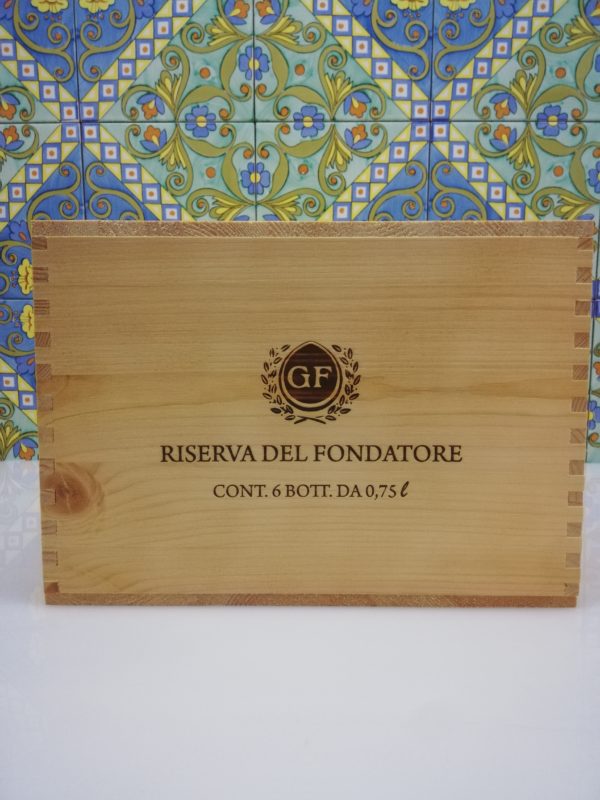 GF
RISERVA DEL FONDATORE
CONT. 6 BOTT. DA 0,75 ℓ